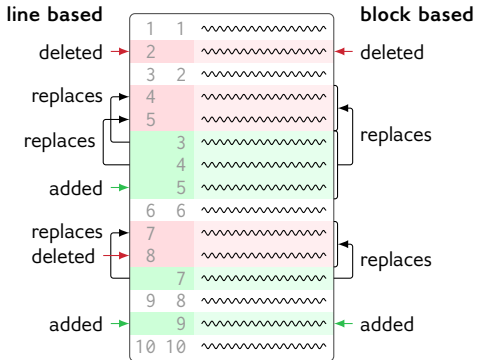 line based block based
1 1
deleted 2 deleted
3 2
replaces 4
5
replaces 3 replaces
4
added 5
6 6
replaces 7
deleted 8 replaces
7
9 8
added 9 added
10 10